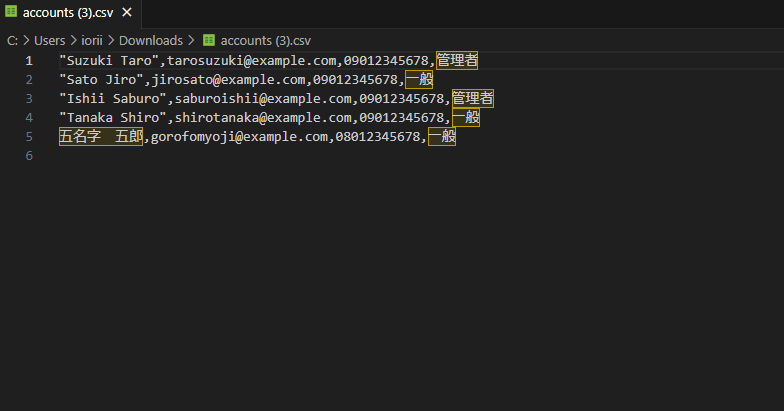 accounts (3).csv
C: > Users > iorii > Downloads > accounts (3).csv
1 "Suzuki Taro",tarosuzuki@example.com,09012345678,管理者
2 "Sato Jiro",jirosato@example.com,09012345678,一般
3 "Ishii Saburo",saburoishii@example.com,09012345678,管理者
4 "Tanaka Shiro",shirotanaka@example.com,09012345678,一般
5 五名字　五郎,gorofomyoji@example.com,08012345678,一般
6